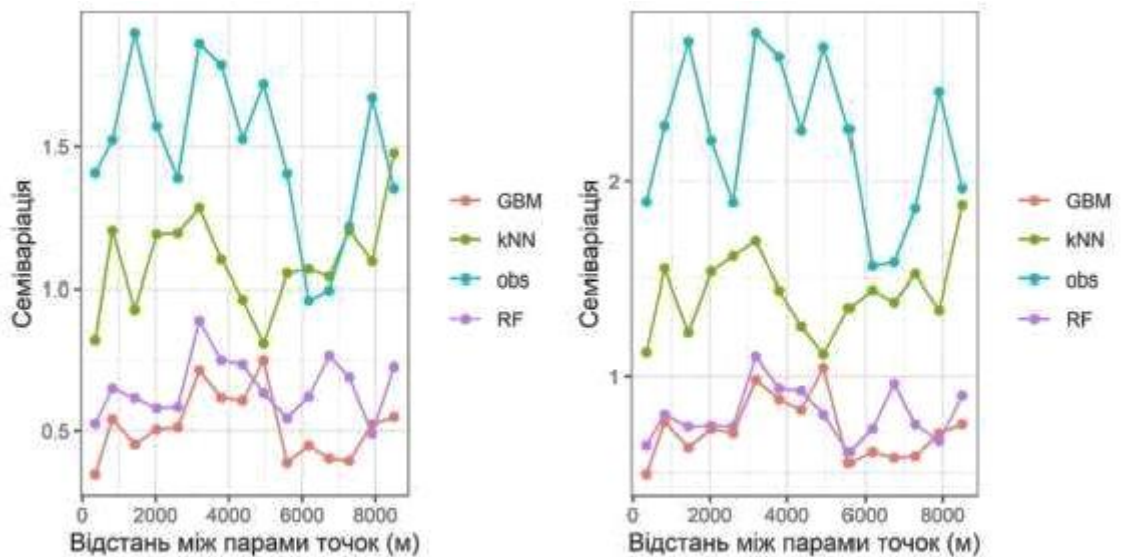 Семіваріація
1.5
1.0
0.5
0 2000 4000 6000 8000
Відстань між парами точок (м)
GBM
kNN
obs
RF
Семіваріація
2
1
0 2000 4000 6000 8000
Відстань між парами точок (м)
GBM
kNN
obs
RF